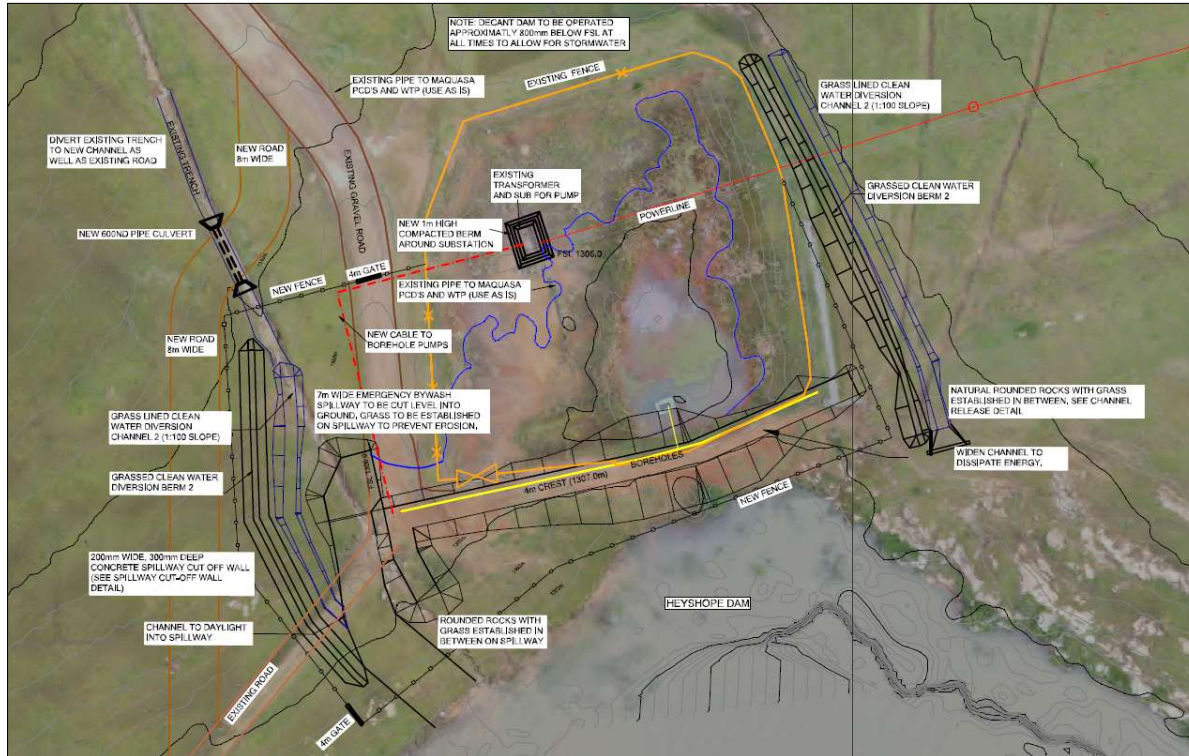 NOTE: DECANT DAM TO BE OPERATED
APPROXIMATLY 800mm BELOW FSL AT
ALL TIMES TO ALLOW FOR STORMWATER
EXISTING FENCE
EXISTING PIPE TO MAQUASA
PCD'S AND WTP (USE AS IS)
GRASS LINED CLEAN
WATER DIVERSION
CHANNEL 2 (1:100 SLOPE)
DIVERT EXISTING TRENCH
TO NEW CHANNEL AS
WELL AS EXISTING ROAD
NEW ROAD
8m WIDE
EXISTING TRENCH
EXISTING GRAVEL ROAD
EXISTING
TRANSFORMER
AND SUB FOR PUMP
GRASSED CLEAN WATER
DIVERSION BERM 2
POWERLINE
NEW 600ND PIPE CULVERT
NEW 1m HIGH
COMPACTED BERM
AROUND SUBSTATION
FSL 1306.0
4m GATE
NEW FENCE
EXISTING PIPE TO MAQUASA
PCD'S AND WTP (USE AS IS)
NEW CABLE TO
BOREHOLE PUMPS
NEW ROAD
8m WIDE
7m WIDE EMERGENCY BYWASH
SPILLWAY TO BE CUT LEVEL INTO
GROUND, GRASS TO BE ESTABLISHED
ON SPILLWAY TO PREVENT EROSION,
NATURAL ROUNDED ROCKS WITH GRASS
ESTABLISHED IN BETWEEN, SEE CHANNEL
RELEASE DETAIL
GRASS LINED CLEAN
WATER DIVERSION
CHANNEL 2 (1:100 SLOPE)
WIDEN CHANNEL TO
DISSIPATE ENERGY.
BOREHOLES
4m CREST (1307.0m)
GRASSED CLEAN WATER
DIVERSION BERM 2
NEW FENCE
200mm WIDE, 300mm DEEP
CONCRETE SPILLWAY CUT OFF WALL
(SEE SPILLWAY CUT-OFF WALL
DETAIL)
HEYSHOPE DAM
CHANNEL TO DAYLIGHT
INTO SPILLWAY
ROUNDED ROCKS WITH
GRASS ESTABLISHED IN
BETWEEN ON SPILLWAY
EXISTING ROAD
4m GATE